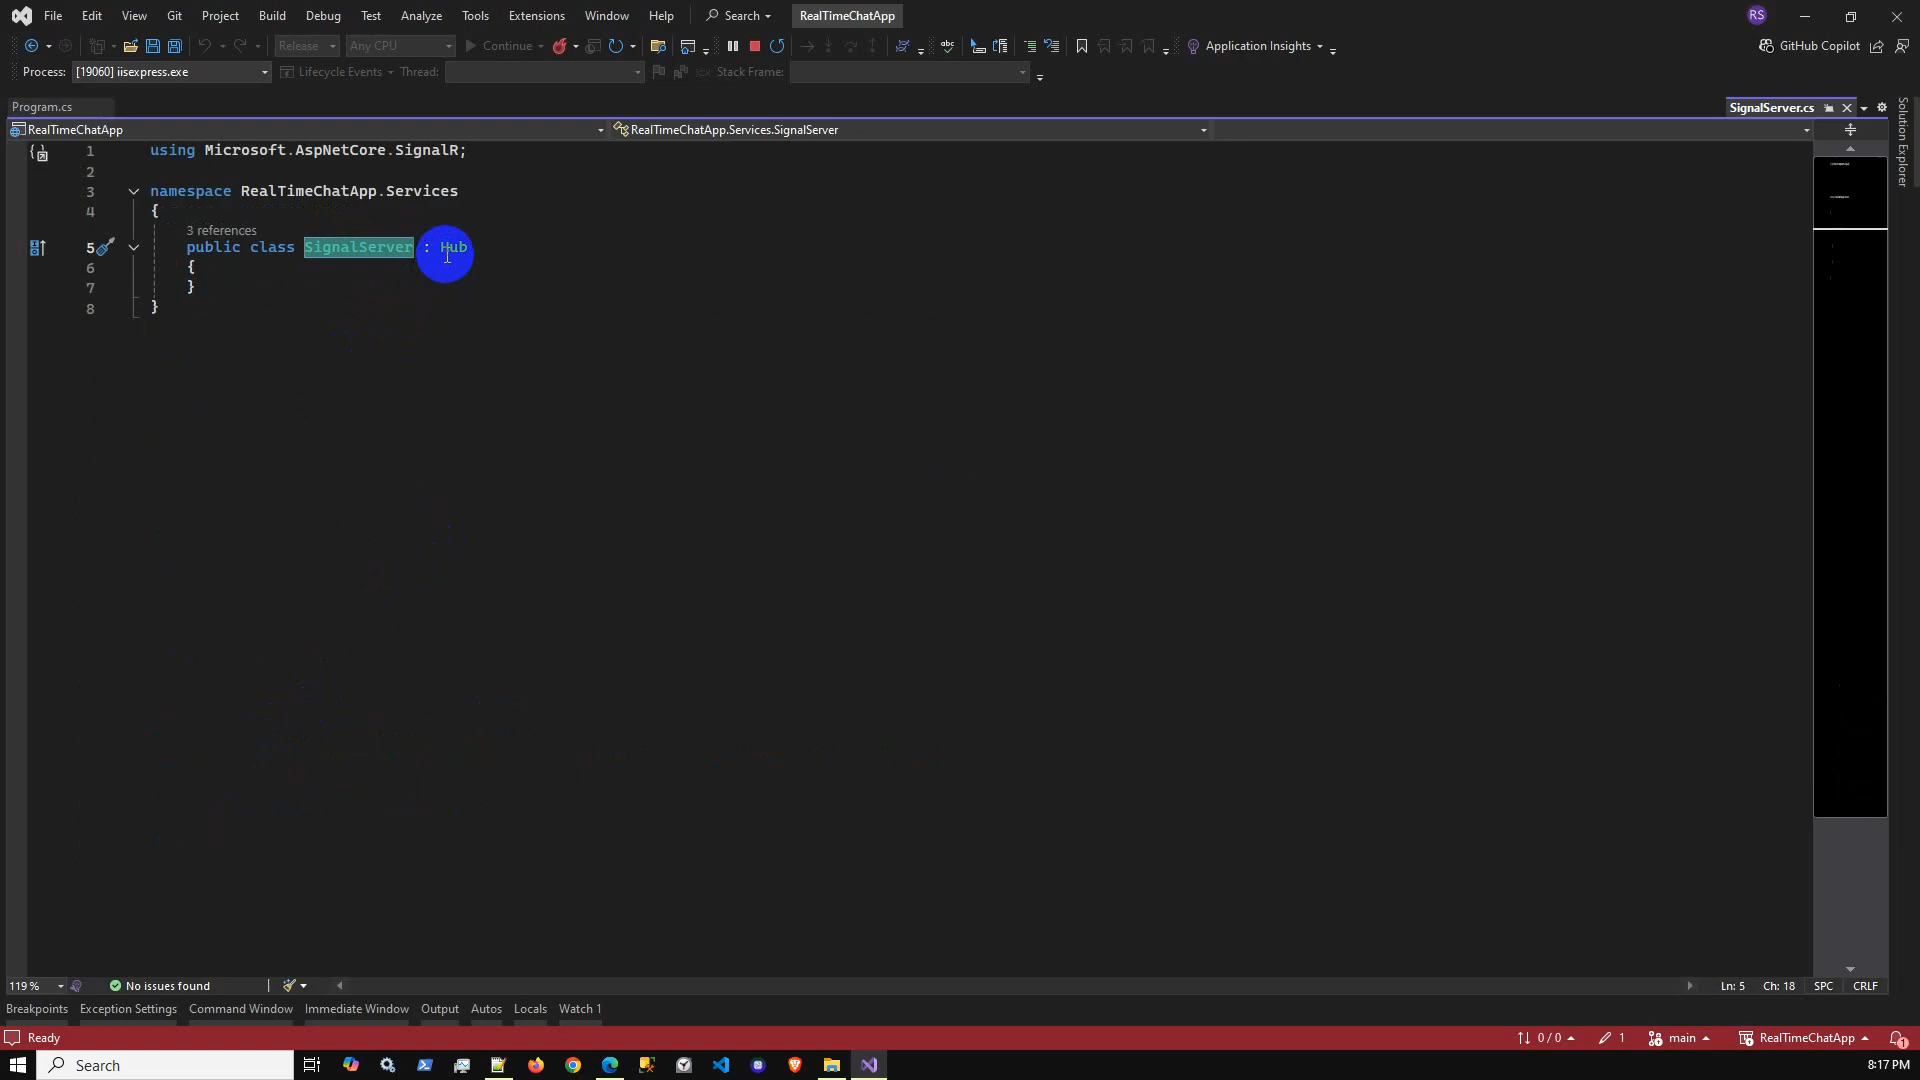 File Edit View Git Project Build Debug Test Analyze Tools Extensions Window Help Search RealTimeChatApp RS
Release Any CPU Continue Application Insights GitHub Copilot
Process: [19060] iisexpress.exe Lifecycle Events Thread: Stack Frame:
Program.cs SignalServer.cs
RealTimeChatApp RealTimeChatApp.Services.SignalServer
Solution Explorer
1 using Microsoft.AspNetCore.SignalR;
2
3 namespace RealTimeChatApp.Services
4 {
3 references
5 public class SignalServer : Hub
6 {
7 }
8 }
119 % No issues found Ln: 5 Ch: 18 SPC CRLF
Breakpoints Exception Settings Command Window Immediate Window Output Autos Locals Watch 1
Ready 0 / 0 1 main RealTimeChatApp 1
Search 8:17 PM